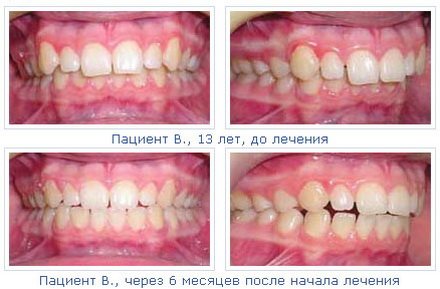 Пациент В., 13 лет, до лечения
Пациент В., через 6 месяцев после начала лечения